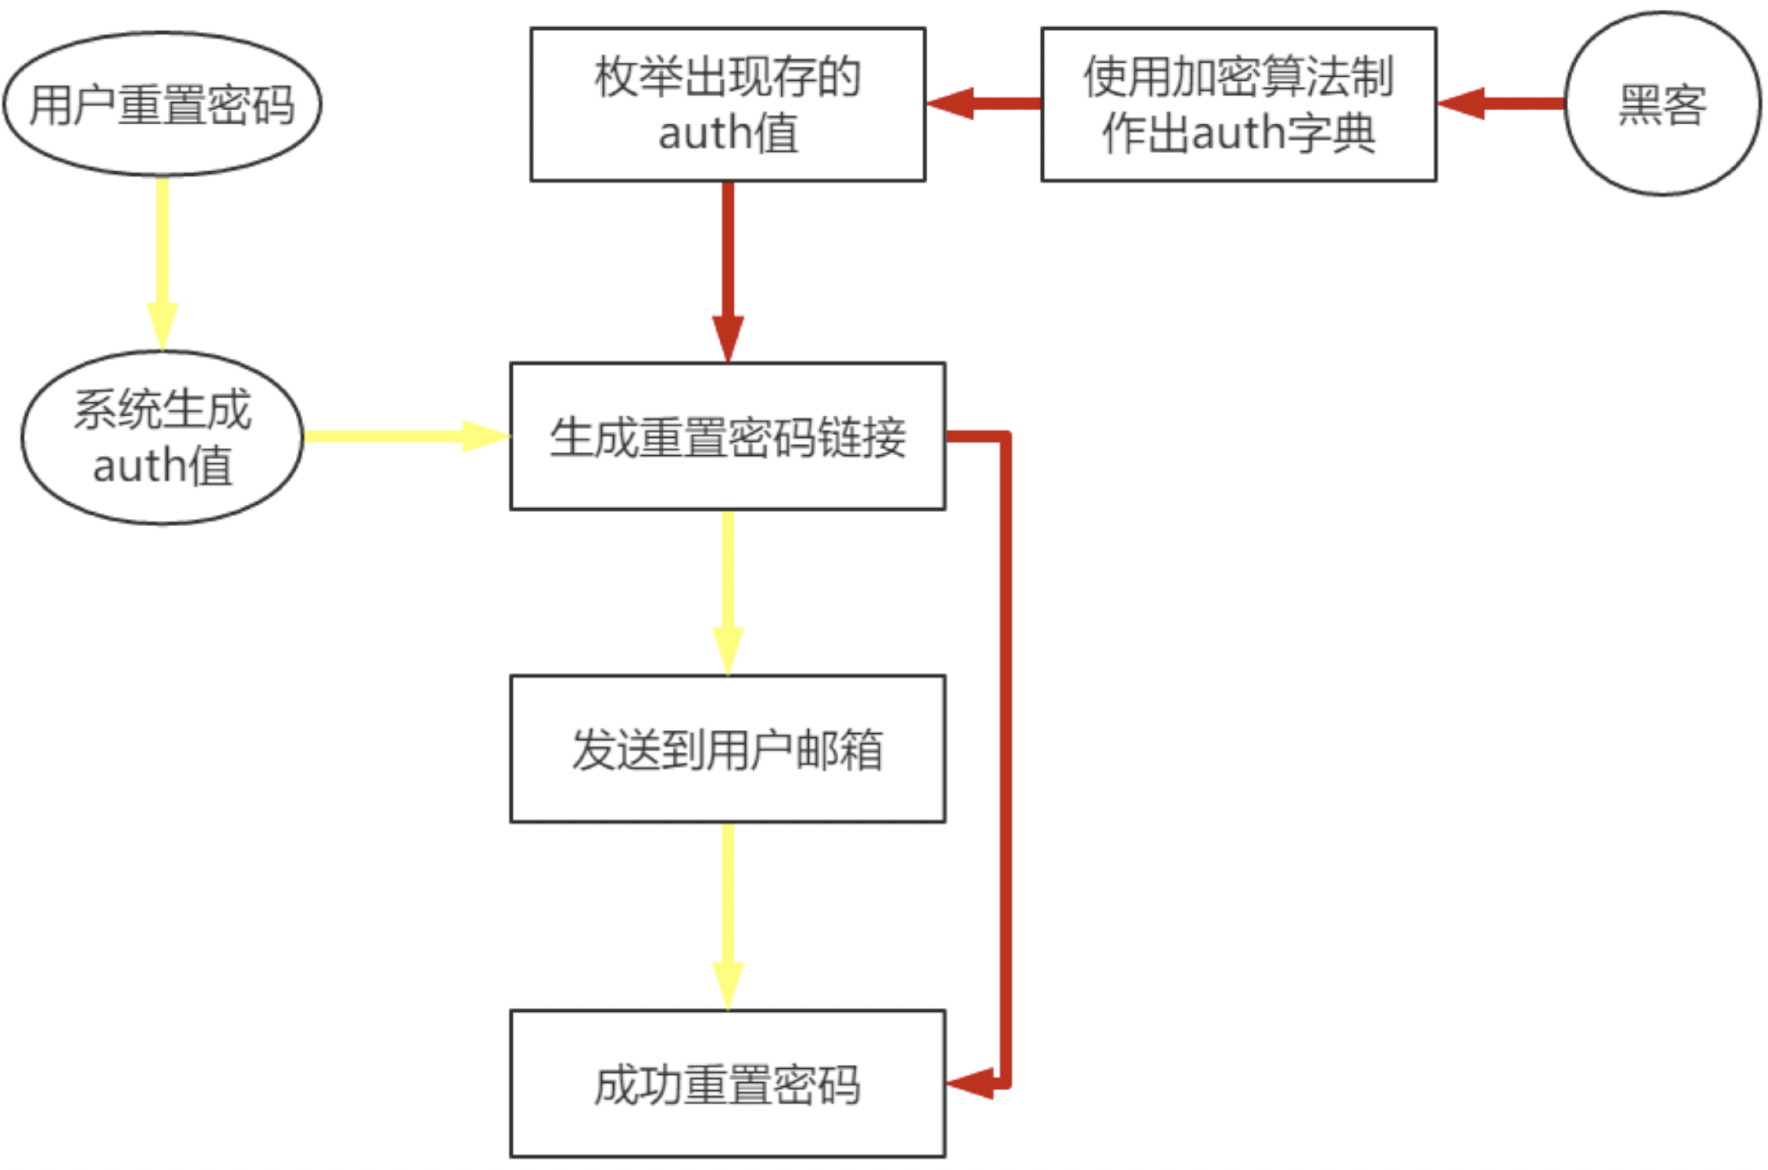 用户重置密码
枚举出现存的
auth值
使用加密算法制
作出auth字典
黑客
系统生成
auth值
生成重置密码链接
发送到用户邮箱
成功重置密码